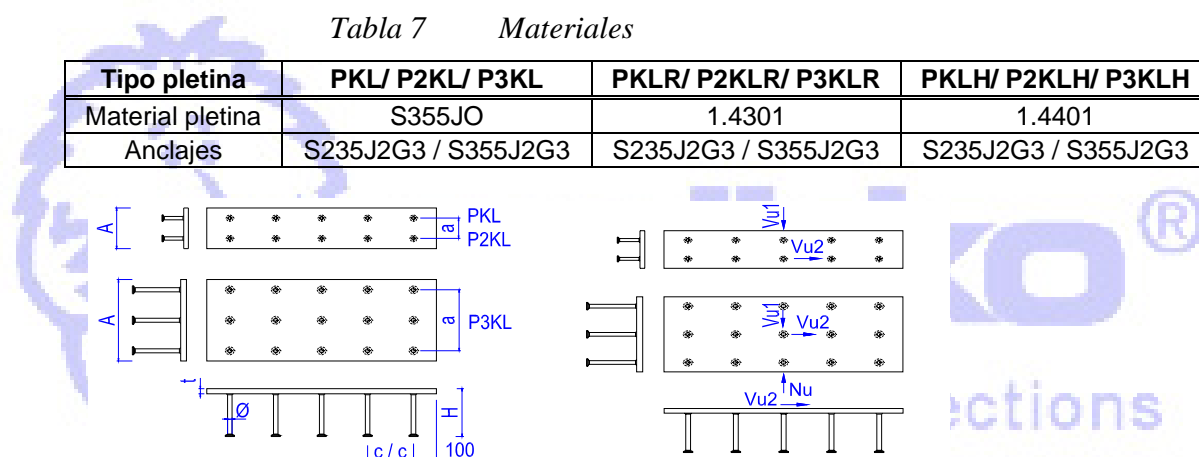 Tabla 7 Materiales
Tipo pletina PKL/ P2KL/ P3KL PKLR/ P2KLR/ P3KLR PKLH/ P2KLH/ P3KLH
Material pletina S355JO 1.4301 1.4401
Anclajes S235J2G3 / S355J2G3 S235J2G3 / S355J2G3 S235J2G3 / S355J2G3
A a PKL
P2KL
A a P3KL
t Ø H
c / c 100
Vu1
Vu2
Vu1
Vu2
Nu
Vu2
KO ®
ctions